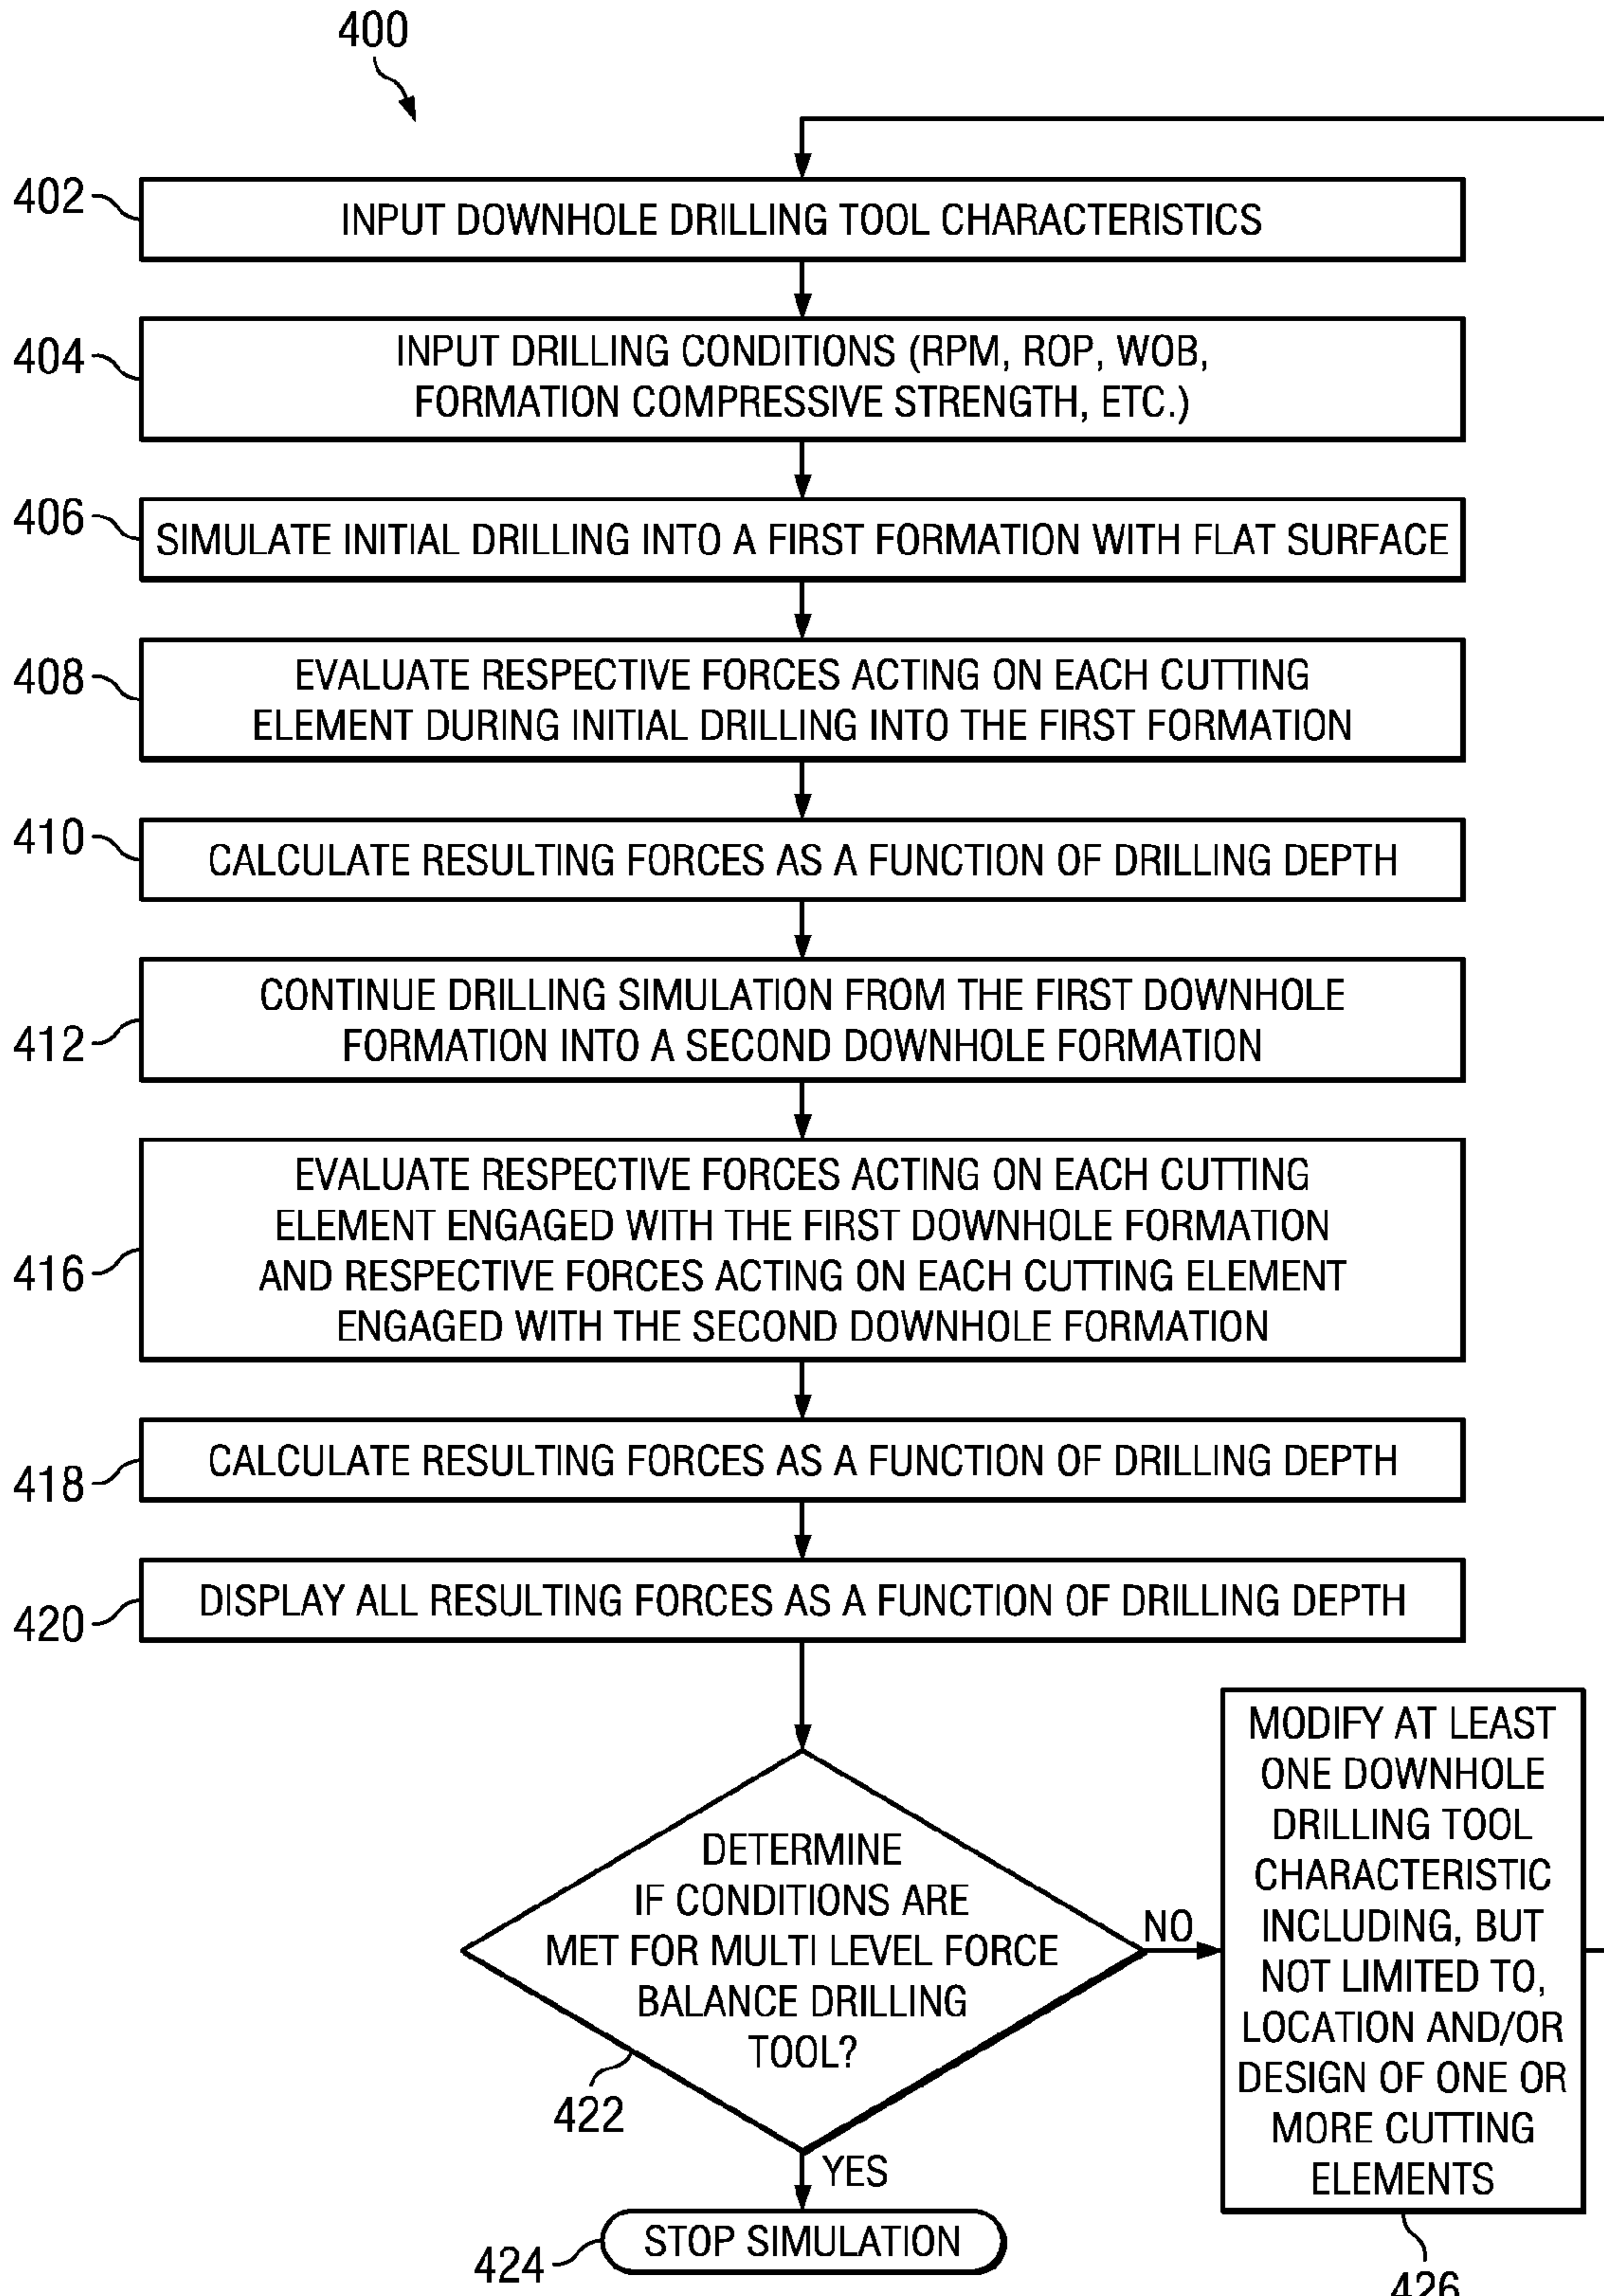 400
402
INPUT DOWNHOLE DRILLING TOOL CHARACTERISTICS
404
INPUT DRILLING CONDITIONS (RPM, ROP, WOB,
FORMATION COMPRESSIVE STRENGTH, ETC.)
406
SIMULATE INITIAL DRILLING INTO A FIRST FORMATION WITH FLAT SURFACE
408
EVALUATE RESPECTIVE FORCES ACTING ON EACH CUTTING
ELEMENT DURING INITIAL DRILLING INTO THE FIRST FORMATION
410
CALCULATE RESULTING FORCES AS A FUNCTION OF DRILLING DEPTH
412
CONTINUE DRILLING SIMULATION FROM THE FIRST DOWNHOLE
FORMATION INTO A SECOND DOWNHOLE FORMATION
416
EVALUATE RESPECTIVE FORCES ACTING ON EACH CUTTING
ELEMENT ENGAGED WITH THE FIRST DOWNHOLE FORMATION
AND RESPECTIVE FORCES ACTING ON EACH CUTTING ELEMENT
ENGAGED WITH THE SECOND DOWNHOLE FORMATION
418
CALCULATE RESULTING FORCES AS A FUNCTION OF DRILLING DEPTH
420
DISPLAY ALL RESULTING FORCES AS A FUNCTION OF DRILLING DEPTH
DETERMINE
IF CONDITIONS ARE
MET FOR MULTI LEVEL FORCE
BALANCE DRILLING
TOOL?
422
NO
MODIFY AT LEAST
ONE DOWNHOLE
DRILLING TOOL
CHARACTERISTIC
INCLUDING, BUT
NOT LIMITED TO,
LOCATION AND/OR
DESIGN OF ONE OR
MORE CUTTING
ELEMENTS
426
YES
424
STOP SIMULATION